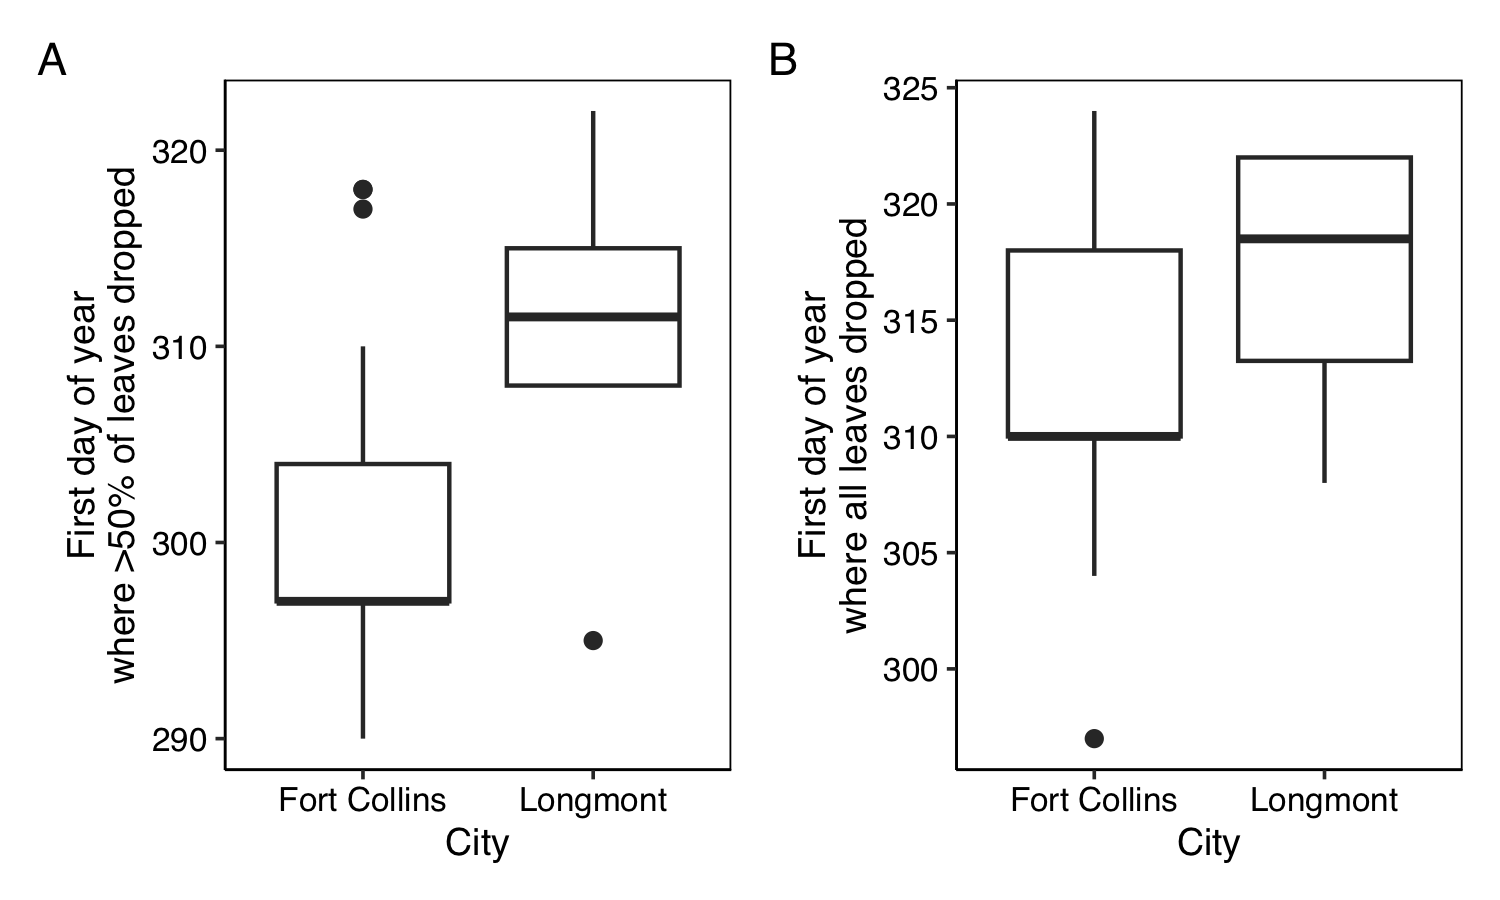 A
First day of year
where >50% of leaves dropped
320
310
300
290
Fort Collins
Longmont
City
B
First day of year
where all leaves dropped
325
320
315
310
305
300
Fort Collins
Longmont
City